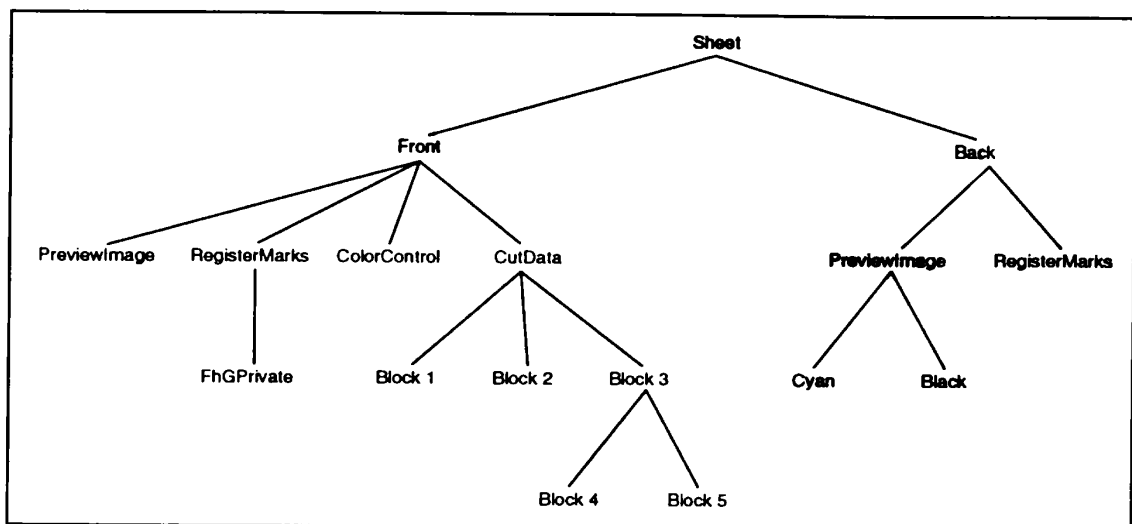 Sheet
Front
Back
PreviewImage RegisterMarks ColorControl CutData PreviewImage RegisterMarks
FhGPrivate Block 1 Block 2 Block 3 Cyan Black
Block 4 Block 5